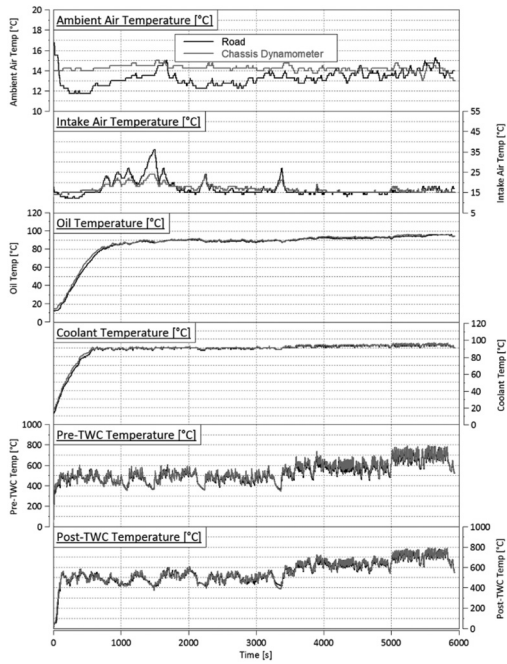 Ambient Air Temperature [°C]
Road
Chassis Dynamometer
Ambient Air Temp [°C]
20
18
16
14
12
10
Intake Air Temperature [°C]
Intake Air Temp [°C]
55
45
35
25
15
5
Oil Temperature [°C]
Oil Temp [°C]
120
100
80
60
40
20
0
Coolant Temperature [°C]
Coolant Temp [°C]
120
100
80
60
40
20
0
Pre-TWC Temperature [°C]
Pre-TWC Temp [°C]
1000
800
600
400
200
0
Post-TWC Temperature [°C]
Post-TWC Temp [°C]
1000
800
600
400
200
0
0 1000 2000 3000 4000 5000 6000
Time [s]